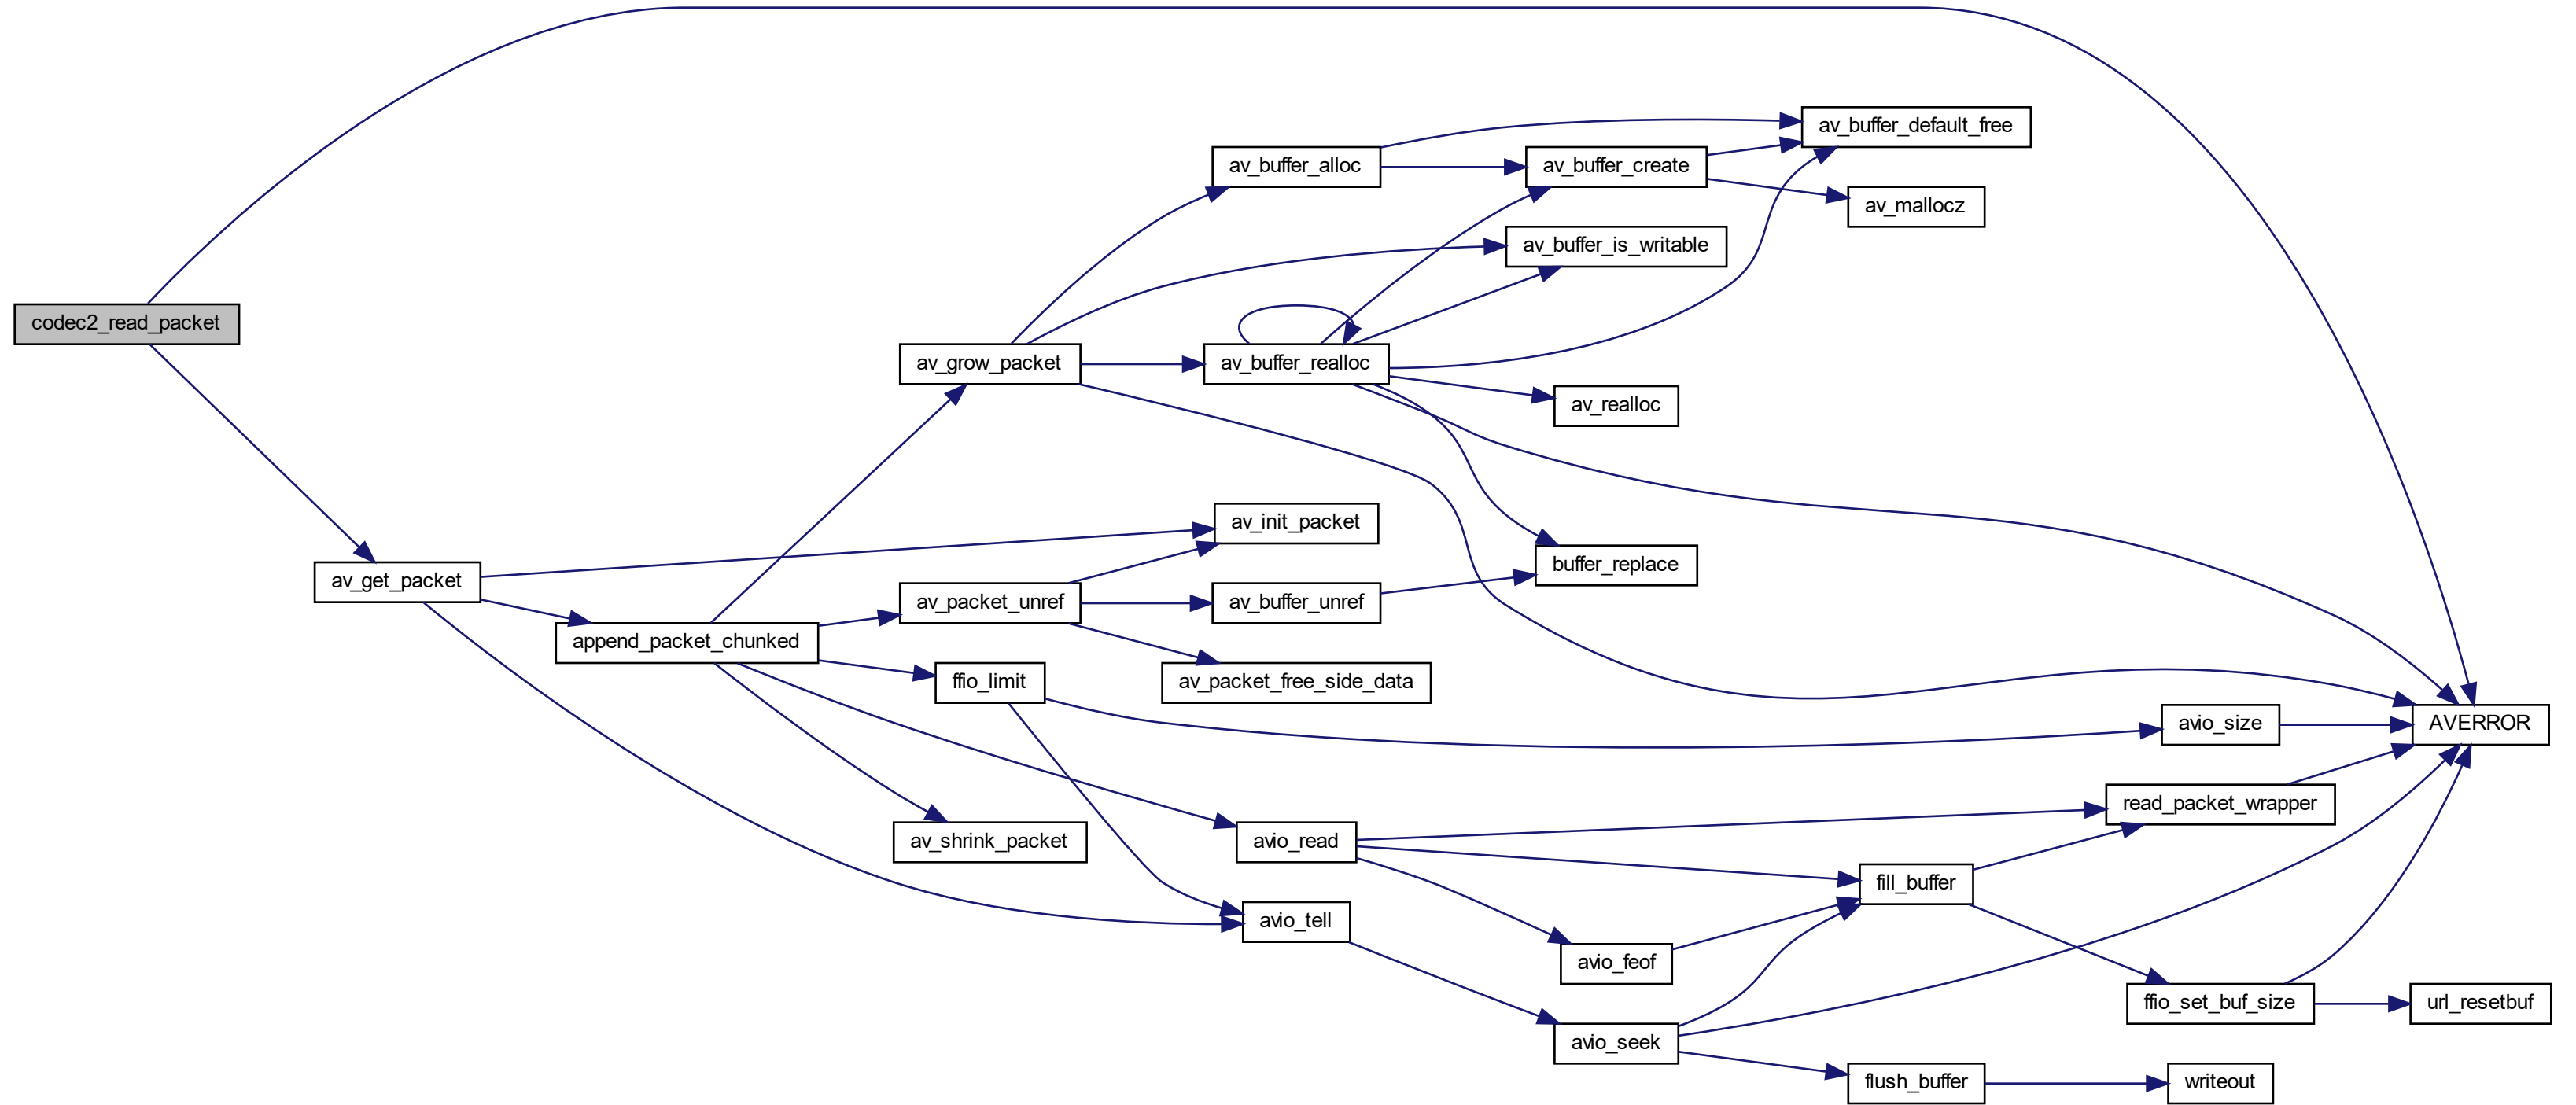 codec2_read_packet
av_get_packet
append_packet_chunked
av_grow_packet
av_packet_unref
ffio_limit
av_shrink_packet
av_buffer_alloc
av_buffer_realloc
av_init_packet
av_buffer_unref
av_packet_free_side_data
avio_read
avio_tell
av_buffer_create
av_buffer_is_writable
av_realloc
buffer_replace
avio_feof
avio_seek
av_buffer_default_free
av_mallocz
fill_buffer
flush_buffer
avio_size
read_packet_wrapper
ffio_set_buf_size
writeout
AVERROR
url_resetbuf